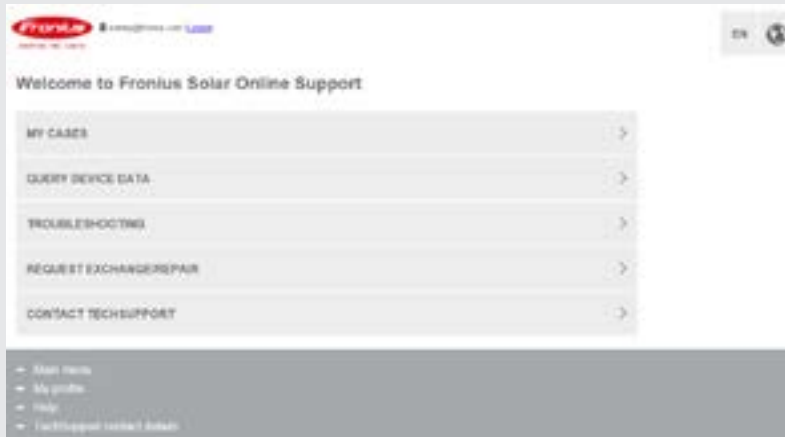 Fronius
Logout
EN
Welcome to Fronius Solar Online Support
MY CASES
QUERY DEVICE DATA
TROUBLESHOOTING
REQUEST EXCHANGE/REPAIR
CONTACT TECHSUPPORT
Main menu
My profile
Help
TechSupport contact details